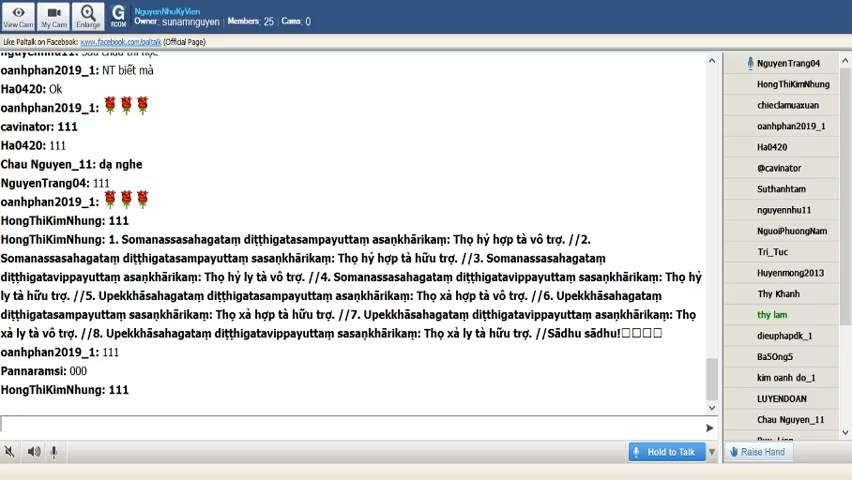 NguyenNhuKyVien
Owner: sunamnguyen | Members: 25 | Cams: 0
View Cam
My Cam
Enlarge
G
ROOM
Like Paltalk on Facebook: www.facebook.com/paltalk (Official Page)
oanhphan2019_1: NT biết mà
Ha0420: Ok
oanhphan2019_1:
cavinator: 111
Ha0420: 111
Chau Nguyen_11: dạ nghe
NguyenTrang04: 111
oanhphan2019_1:
HongThiKimNhung: 111
HongThiKimNhung: 1. Somanassasahagataṃ diṭṭhigatasampayuttaṃ asaṇkhārikaṃ: Thọ hỷ hợp tà vô trợ. //2.
Somanassasahagataṃ diṭṭhigatasampayuttaṃ sasaṇkhārikaṃ: Thọ hỷ hợp tà hữu trợ. //3. Somanassasahagataṃ
diṭṭhigatavippayuttaṃ asaṇkhārikaṃ: Thọ hỷ ly tà vô trợ. //4. Somanassasahagataṃ diṭṭhigatavippayuttaṃ sasaṇkhārikaṃ: Thọ hỷ
ly tà hữu trợ. //5. Upekkhāsahagataṃ diṭṭhigatasampayuttaṃ asaṇkhārikaṃ: Thọ xả hợp tà vô trợ. //6. Upekkhāsahagataṃ
diṭṭhigatasampayuttaṃ sasaṇkhārikaṃ: Thọ xả hợp tà hữu trợ. //7. Upekkhāsahagataṃ diṭṭhigatavippayuttaṃ asaṇkhārikaṃ: Thọ
xả ly tà vô trợ. //8. Upekkhāsahagataṃ diṭṭhigatavippayuttaṃ sasaṇkhārikaṃ: Thọ xả ly tà hữu trợ. //Sādhu sādhu!
oanhphan2019_1: 111
Pannaramsi: 000
HongThiKimNhung: 111
Hold to Talk
NguyenTrang04
HongThiKimNhung
chieclamuaxuan
oanhphan2019_1
Ha0420
@cavinator
Suthanhtam
nguyennhu11
NguoiPhuongNam
Tri_Tuc
Huyenmong2013
Thy Khanh
thy lam
dieuphapdk_1
Ba5Ong5
kim oanh do_1
LUYENDOAN
Chau Nguyen_11
Raise Hand